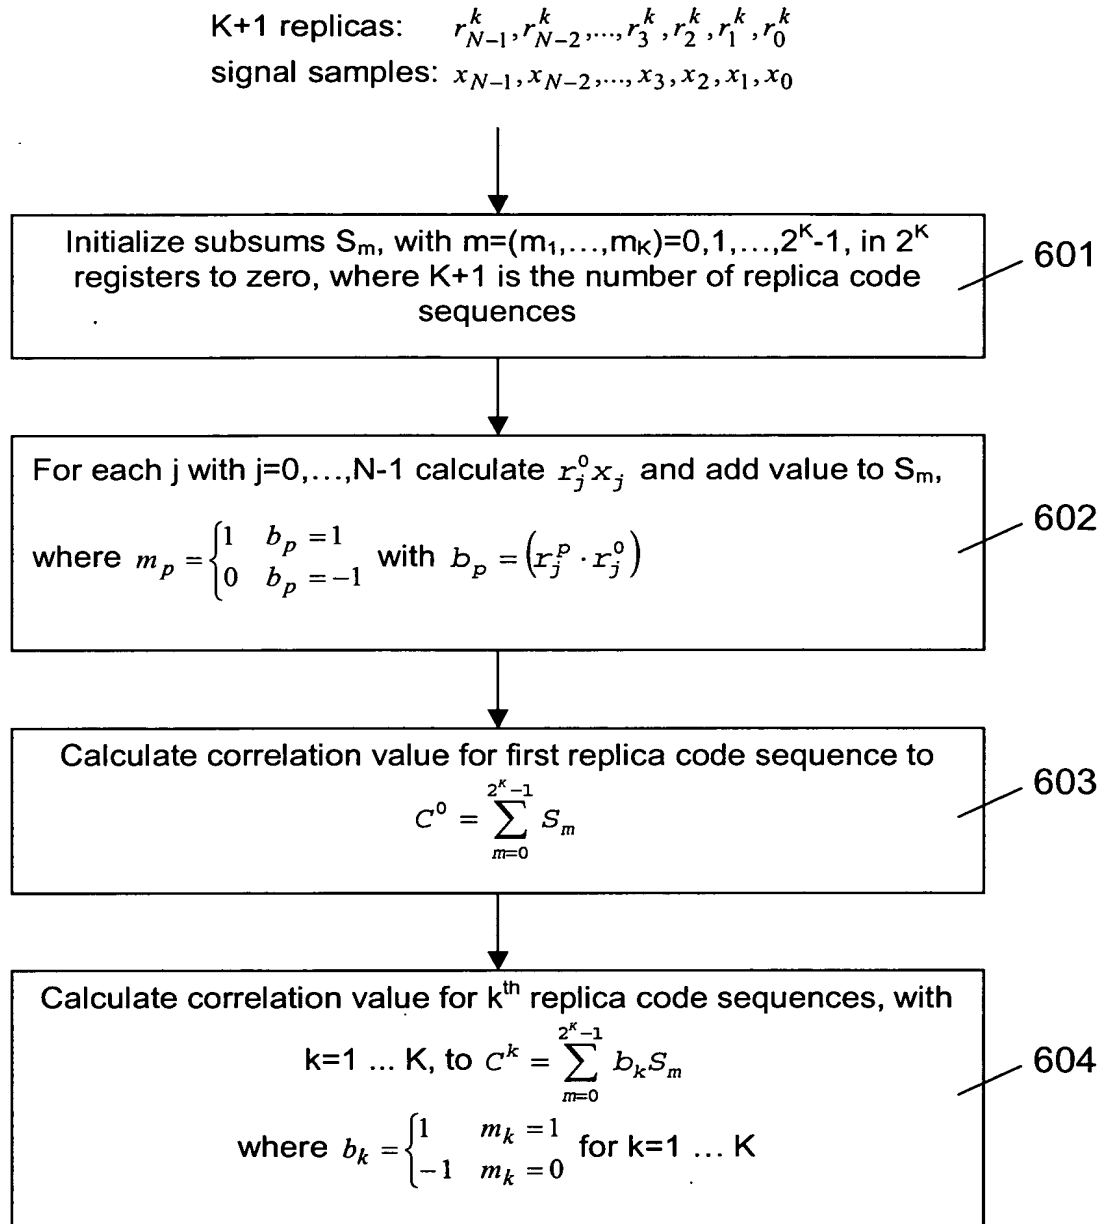 K+1 replicas: r^k_{N−1}, r^k_{N−2},..., r^k_3, r^k_2, r^k_1, r^k_0
signal samples: x_{N−1}, x_{N−2},..., x_3, x_2, x_1, x_0
Initialize subsums S_m, with m=(m_1,…,m_K)=0,1,…,2^K-1, in 2^K
registers to zero, where K+1 is the number of replica code
sequences
601
For each j with j=0,…,N-1 calculate r^0_j x_j and add value to S_m,
where m_p = {1 b_p = 1; 0 b_p = −1 with b_p = (r^p_j · r^0_j)
602
Calculate correlation value for first replica code sequence to
C^0 = ∑_{m=0}^{2^K−1} S_m
603
Calculate correlation value for k^th replica code sequences, with
k=1 ... K, to C^k = ∑_{m=0}^{2^K−1} b_k S_m
where b_k = {1 m_k = 1; −1 m_k = 0 for k=1 ... K
604